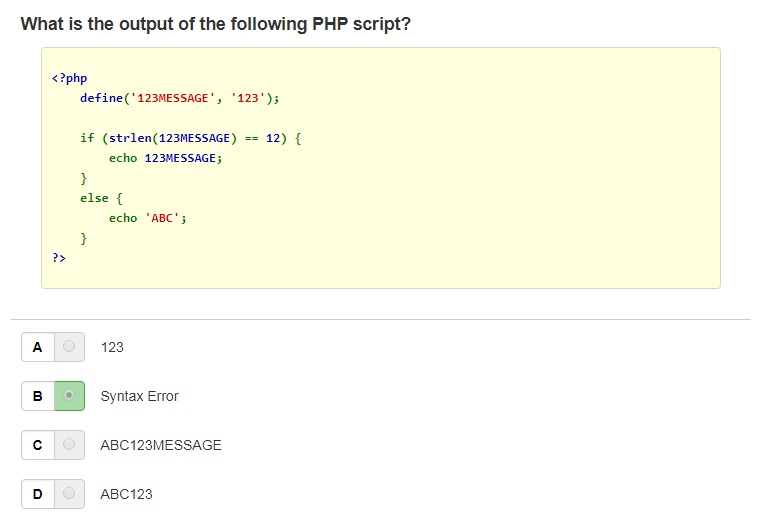 What is the output of the following PHP script?
<?php
define('123MESSAGE', '123');
if (strlen(123MESSAGE) == 12) {
echo 123MESSAGE;
}
else {
echo 'ABC';
}
?>
A 123
B Syntax Error
C ABC123MESSAGE
D ABC123